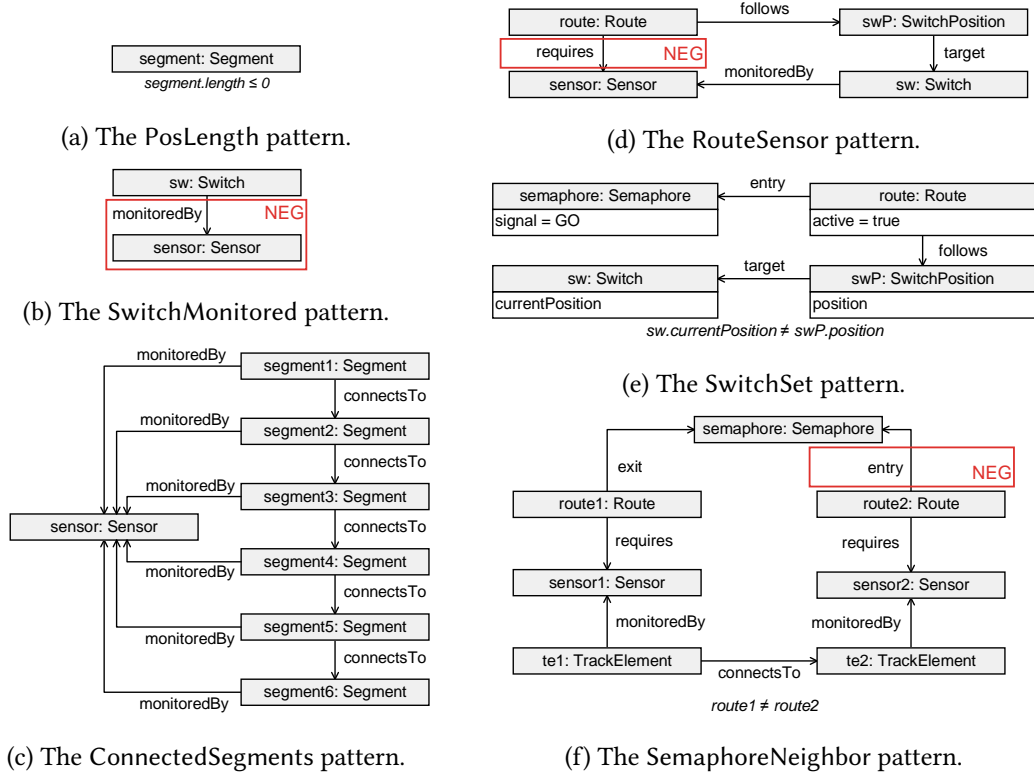 segment: Segment
segment.length ≤ 0
(a) The PosLength pattern.
sw: Switch
monitoredBy
NEG
sensor: Sensor
(b) The SwitchMonitored pattern.
monitoredBy
segment1: Segment
connectsTo
monitoredBy
segment2: Segment
connectsTo
monitoredBy
segment3: Segment
sensor: Sensor
connectsTo
segment4: Segment
monitoredBy
connectsTo
segment5: Segment
monitoredBy
connectsTo
segment6: Segment
monitoredBy
(c) The ConnectedSegments pattern.
route: Route
follows
swP: SwitchPosition
requires
NEG
target
sensor: Sensor
monitoredBy
sw: Switch
(d) The RouteSensor pattern.
semaphore: Semaphore
entry
route: Route
signal = GO
active = true
follows
sw: Switch
target
swP: SwitchPosition
currentPosition
position
sw.currentPosition ≠ swP.position
(e) The SwitchSet pattern.
semaphore: Semaphore
exit
entry
NEG
route1: Route
route2: Route
requires
requires
sensor1: Sensor
sensor2: Sensor
monitoredBy
monitoredBy
te1: TrackElement
connectsTo
te2: TrackElement
route1 ≠ route2
(f) The SemaphoreNeighbor pattern.